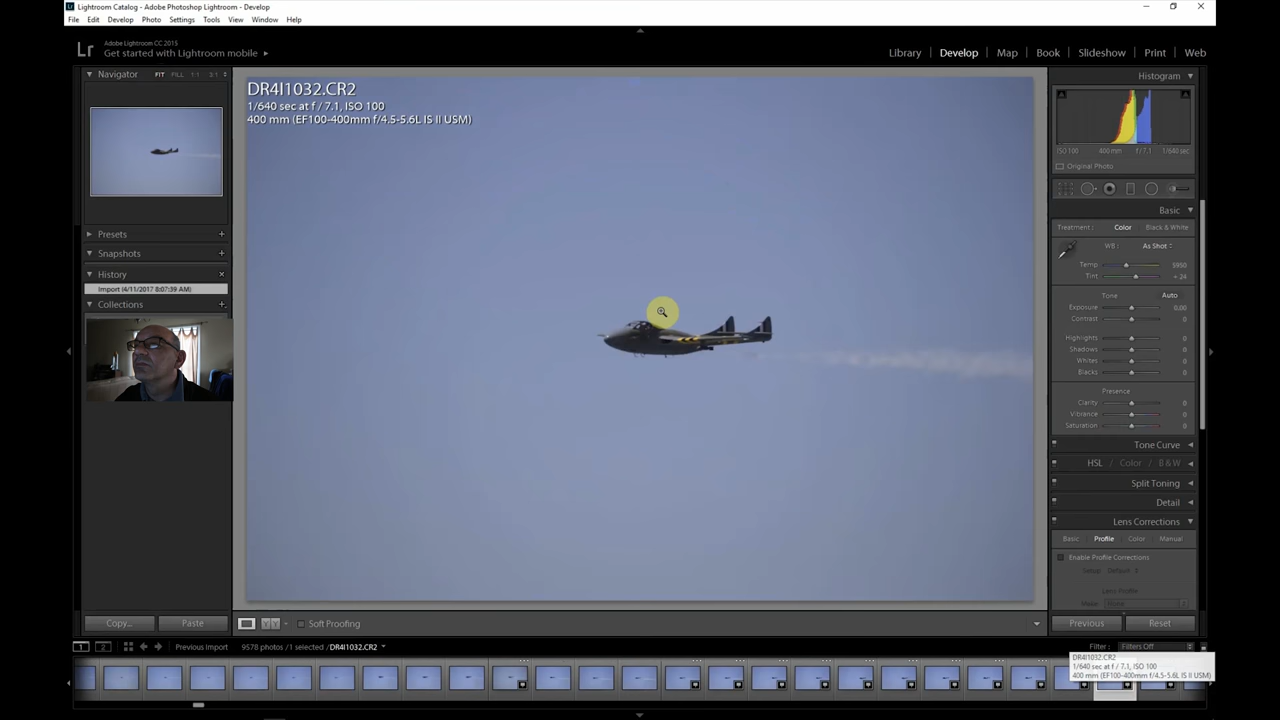 Lightroom Catalog - Adobe Photoshop Lightroom - Develop
File Edit Develop Photo Settings Tools View Window Help
Lr
Adobe Lightroom CC 2015
Get started with Lightroom mobile
Library Develop Map Book Slideshow Print Web
Navigator FIT FILL 1:1 3:1
Histogram
DR4I1032.CR2
1/640 sec at f / 7.1, ISO 100
400 mm (EF100-400mm f/4.5-5.6L IS II USM)
ISO 100 400 mm f / 7.1 1/640 sec
Original Photo
Basic
Treatment : Color Black & White
WB : As Shot
Temp 5950
Tint + 24
Tone Auto
Exposure 0.00
Contrast 0
Highlights 0
Shadows 0
Whites 0
Blacks 0
Presence
Clarity 0
Vibrance 0
Saturation 0
Tone Curve
HSL / Color / B & W
Split Toning
Detail
Lens Corrections
Basic Profile Color Manual
Enable Profile Corrections
Setup : Default
Lens Profile
Make : None
Presets
Snapshots
History
Import (4/11/2017 8:07:39 AM)
Collections
Copy... Paste
Soft Proofing
Previous Reset
1 2 Previous Import 9578 photos / 1 selected / DR4I1032.CR2
Filter : Filters Off
DR4I1032.CR2
1/640 sec at f / 7.1, ISO 100
400 mm (EF100-400mm f/4.5-5.6L IS II USM)